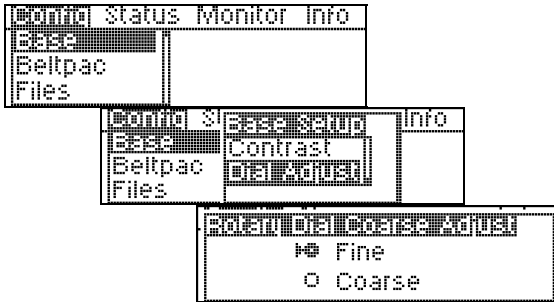 Config Status Monitor Info
Base
Beltpac
Files
Config St Info
Base Setup
Base
Contrast
Beltpac
Dial Adjust
Files
Rotary Dial Coarse Adjust
Fine
Coarse